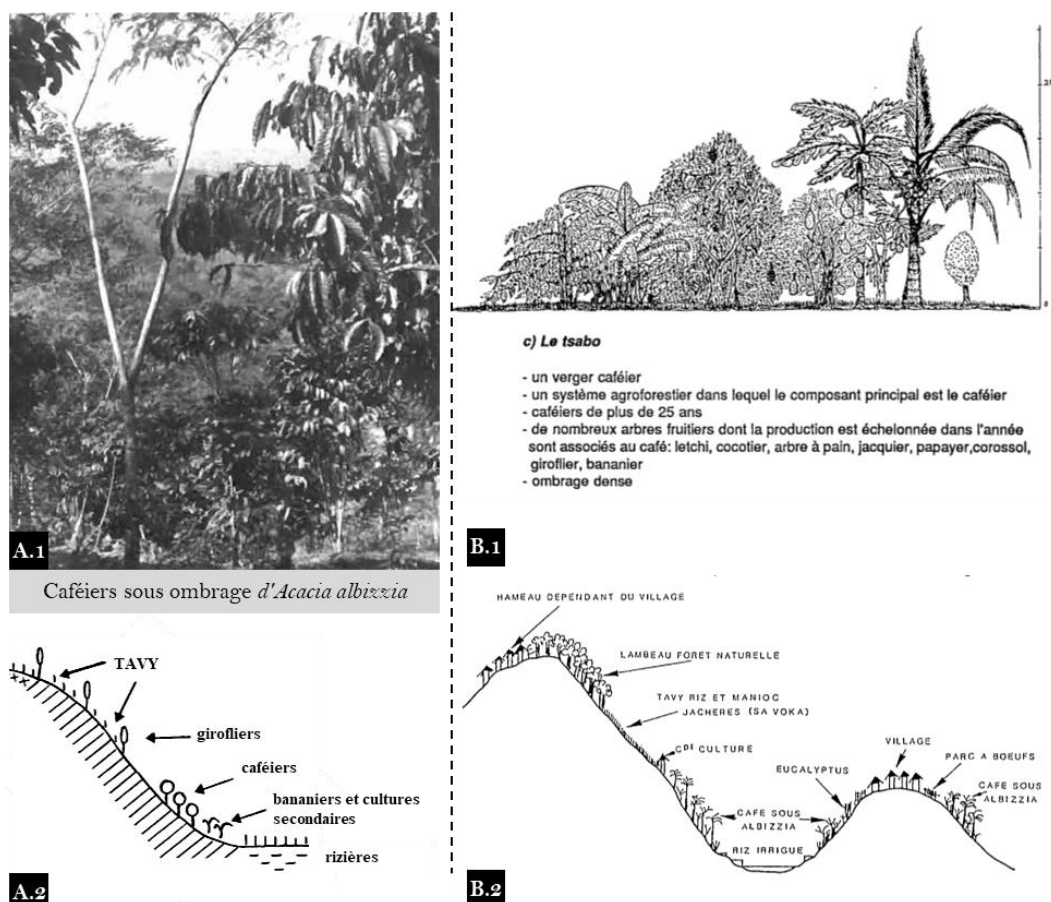 A.1
Caféiers sous ombrage d'Acacia albizzia
TAVY
girofliers
caféiers
bananiers et cultures
secondaires
rizières
A.2
c) Le tsabo
- un verger caféier
- un système agroforestier dans lequel le composant principal est le caféier
- caféiers de plus de 25 ans
- de nombreux arbres fruitiers dont la production est échelonnée dans l'année
sont associés au café: letchi, cocotier, arbre à pain, jacquier, papayer,corossol,
giroflier, bananier
- ombrage dense
B.1
HAMEAU DÉPENDANT DU VILLAGE
LAMBEAU FORET NATURELLE
TAVY RIZ ET MANIOC
JACHERES (SA VOKA)
CDE CULTURE
VILLAGE
EUCALYPTUS
PARC A BOEUFS
CAFE SOUS
ALBIZZIA
CAFE SOUS
ALBIZZIA
RIZ IRRIGUE
B.2